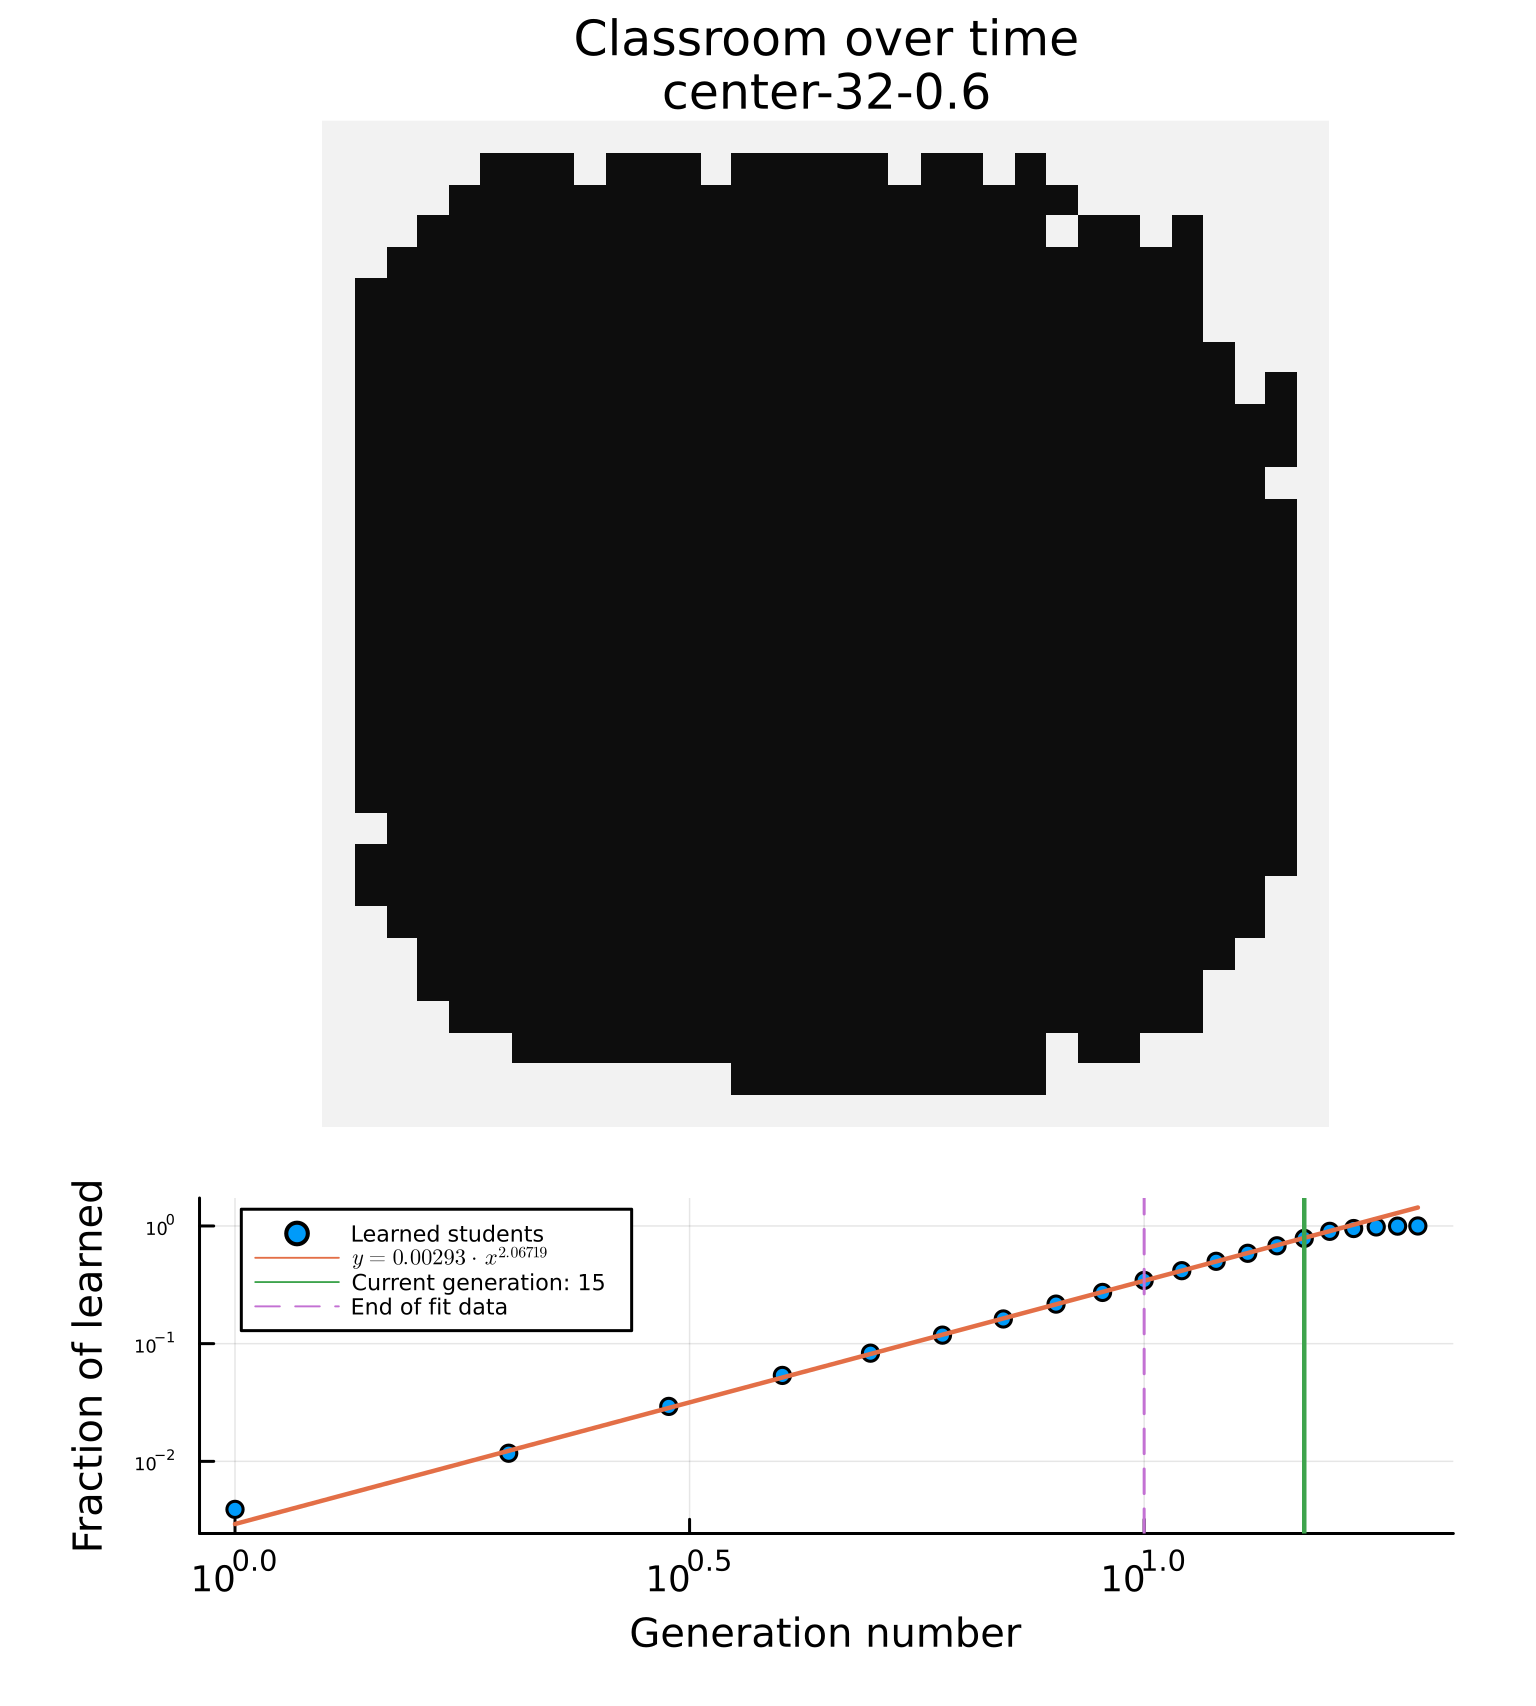 Classroom over time
center-32-0.6
Fraction of learned
10⁰
10⁻¹
10⁻²
Learned students
y = 0.00293 · x^2.06719
Current generation: 15
End of fit data
10^0.0 10^0.5 10^1.0
Generation number